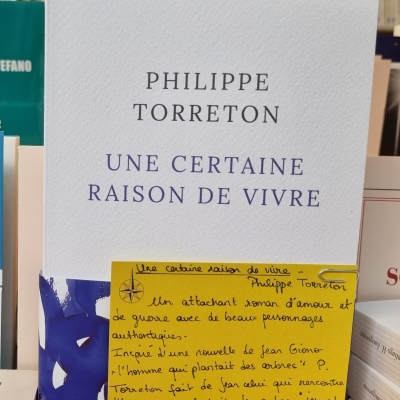 EFANO
PHILIPPE
TORRETON
UNE CERTAINE
RAISON DE VIVRE
Une certaine raison de vivre -
Philippe Torreton
Un attachant roman d'amour et
de guerre avec de beaux personnages
authentiques.
Inspiré d'une nouvelle de Jean Giono
"l'homme qui plantait des arbres" P.
Torreton fait de Jean celui qui rencontre
S